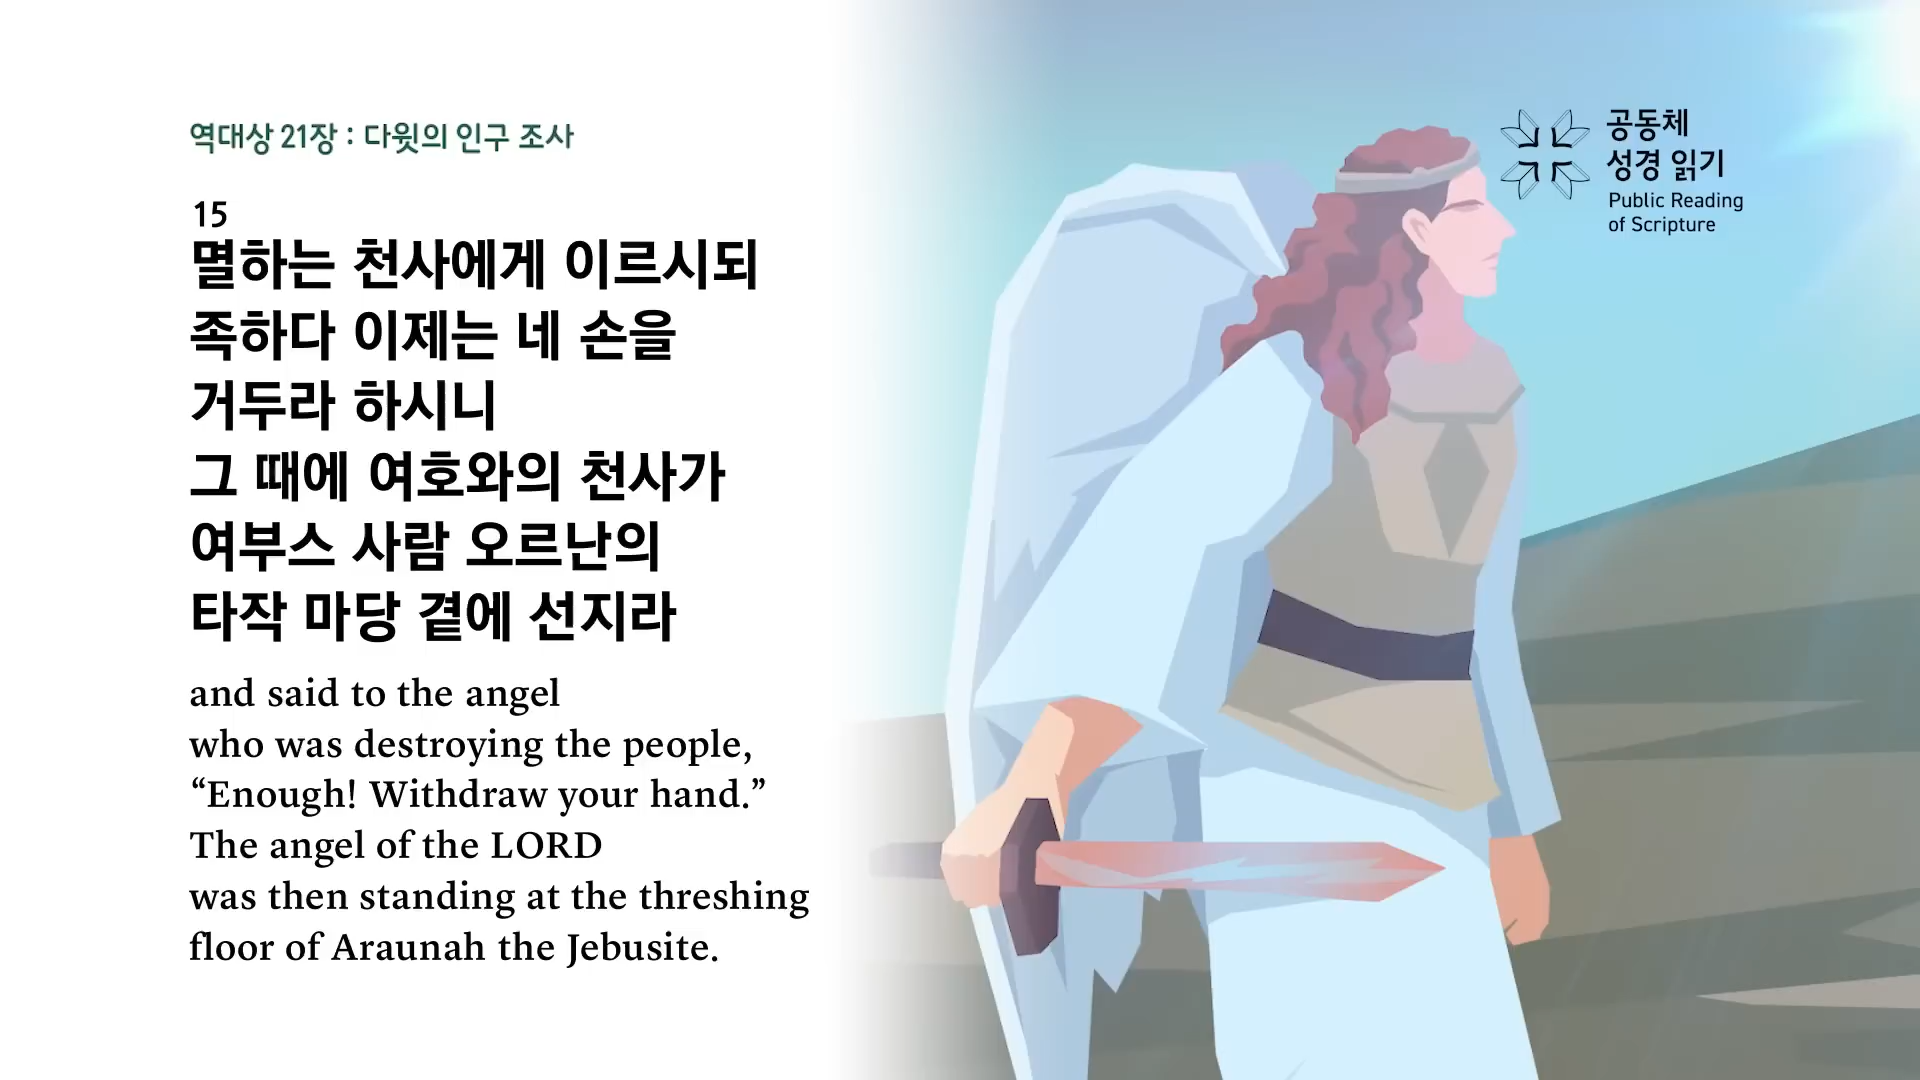 역대상 21장 : 다윗의 인구 조사
15
멸하는 천사에게 이르시되
족하다 이제는 네 손을
거두라 하시니
그 때에 여호와의 천사가
여부스 사람 오르난의
타작 마당 곁에 선지라
and said to the angel
who was destroying the people,
“Enough! Withdraw your hand.”
The angel of the LORD
was then standing at the threshing
floor of Araunah the Jebusite.
공동체
성경 읽기
Public Reading
of Scripture